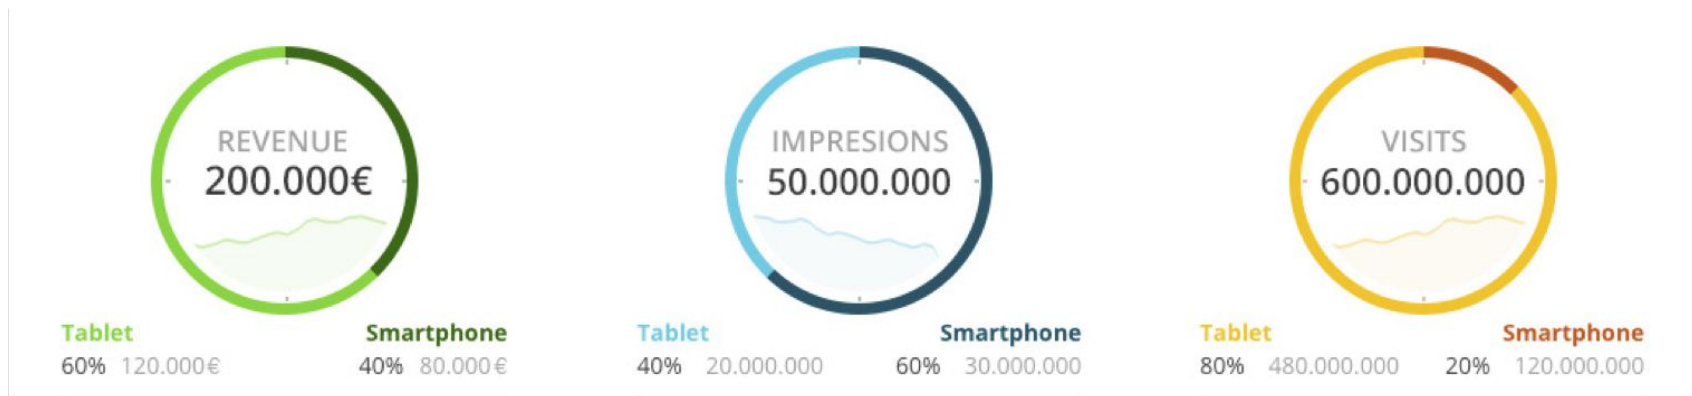 REVENUE
200.000€
Tablet
Smartphone
60% 120.000€
40% 80.000€
IMPRESIONS
50.000.000
Tablet
Smartphone
40% 20.000.000
60% 30.000.000
VISITS
600.000.000
Tablet
Smartphone
80% 480.000.000
20% 120.000.000